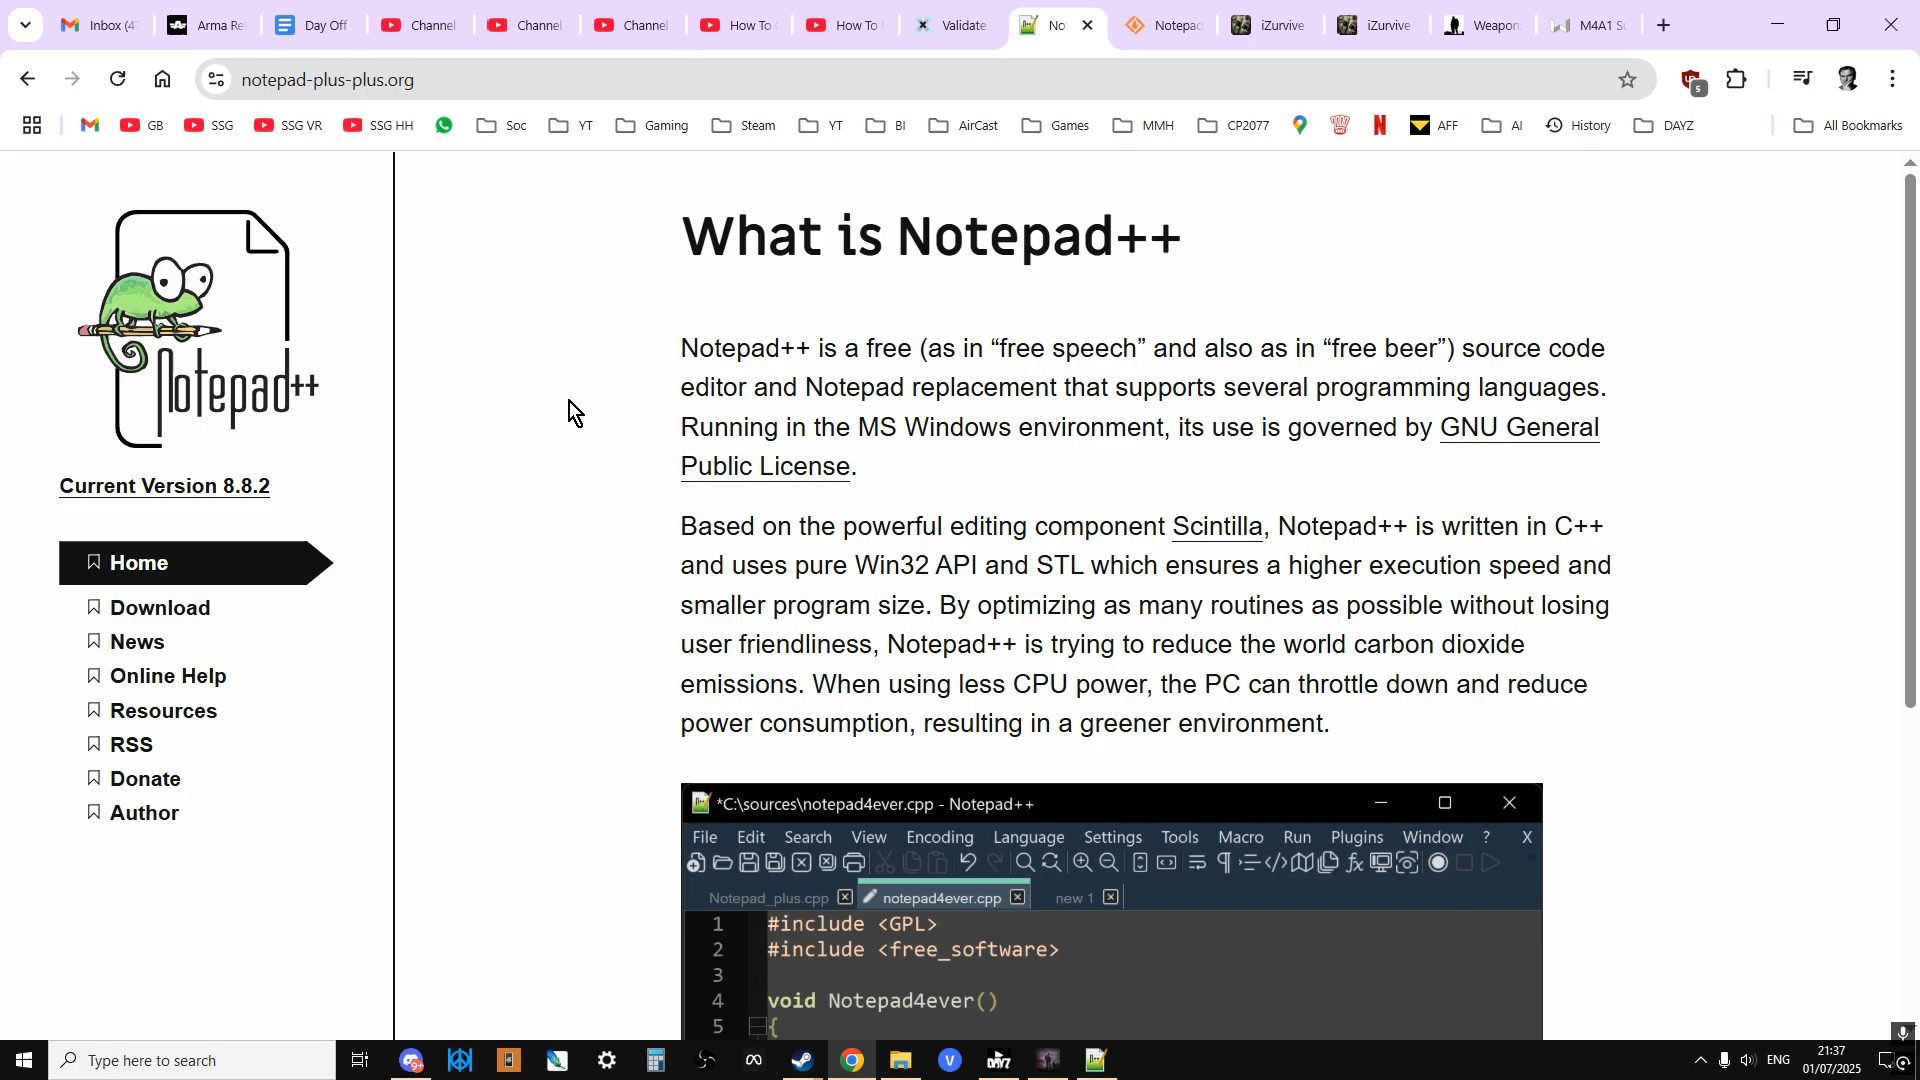 Inbox (4
Arma Re
Day Off
Channel
Channel
Channel
How To
How To
Validate
No
Notepad
iZurvive
iZurvive
Weapon
M4A1 S
notepad-plus-plus.org
5
GB
SSG
SSG VR
SSG HH
Soc
YT
Gaming
Steam
YT
BI
AirCast
Games
MMH
CP2077
AFF
AI
History
DAYZ
All Bookmarks
notepad++
Current Version 8.8.2
Home
Download
News
Online Help
Resources
RSS
Donate
Author
What is Notepad++
Notepad++ is a free (as in “free speech” and also as in “free beer”) source code
editor and Notepad replacement that supports several programming languages.
Running in the MS Windows environment, its use is governed by GNU General
Public License.
Based on the powerful editing component Scintilla, Notepad++ is written in C++
and uses pure Win32 API and STL which ensures a higher execution speed and
smaller program size. By optimizing as many routines as possible without losing
user friendliness, Notepad++ is trying to reduce the world carbon dioxide
emissions. When using less CPU power, the PC can throttle down and reduce
power consumption, resulting in a greener environment.
*C:\sources\notepad4ever.cpp - Notepad++
File Edit Search View Encoding Language Settings Tools Macro Run Plugins Window ? X
Notepad_plus.cpp notepad4ever.cpp new 1
1 #include <GPL>
2 #include <free_software>
3
4 void Notepad4ever()
5 {
Type here to search
9+
DAYZ
ENG
21:37
01/07/2025